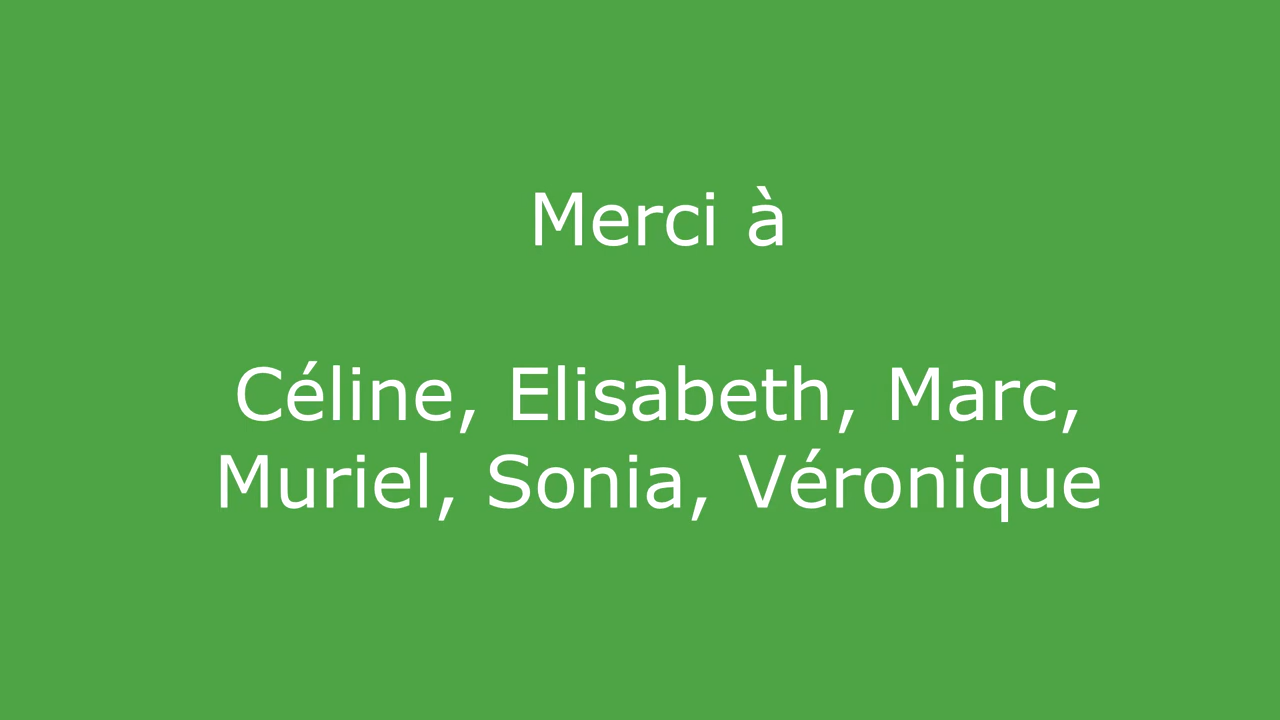 Merci à
Céline, Elisabeth, Marc,
Muriel, Sonia, Véronique